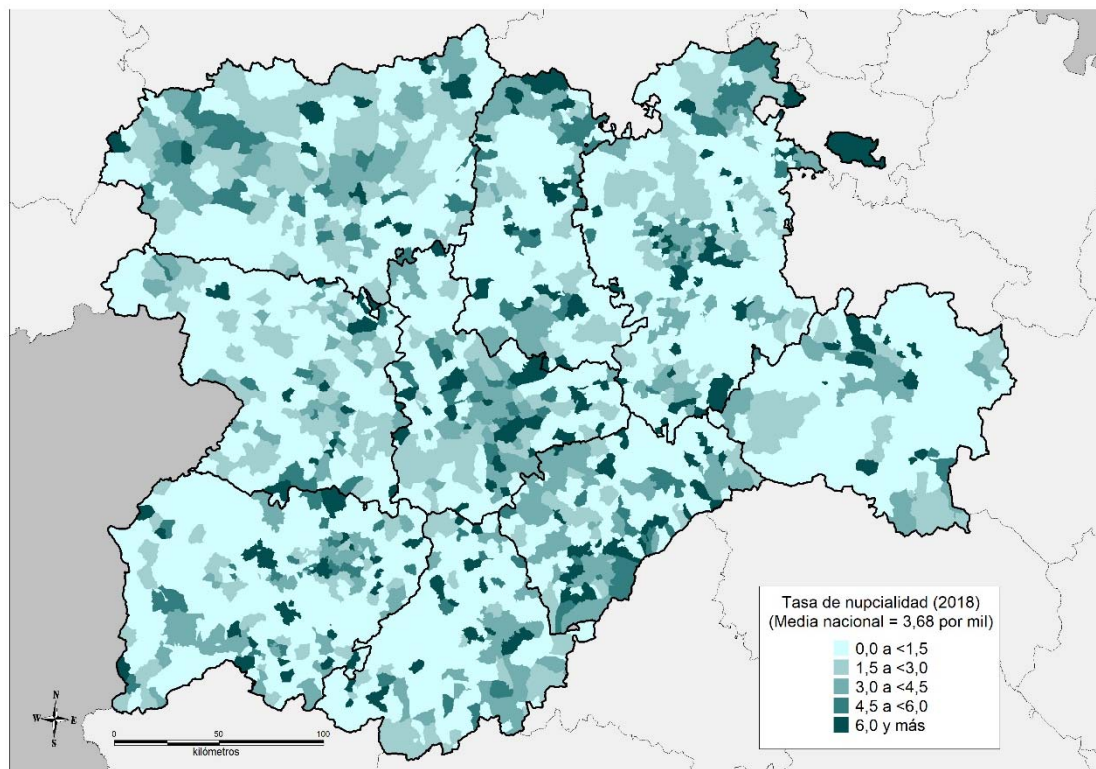 Tasa de nupcialidad (2018)
(Media nacional = 3,68 por mil)
0,0 a <1,5
1,5 a <3,0
3,0 a <4,5
4,5 a <6,0
6,0 y más
N
W E
S
0 50 100
kilómetros